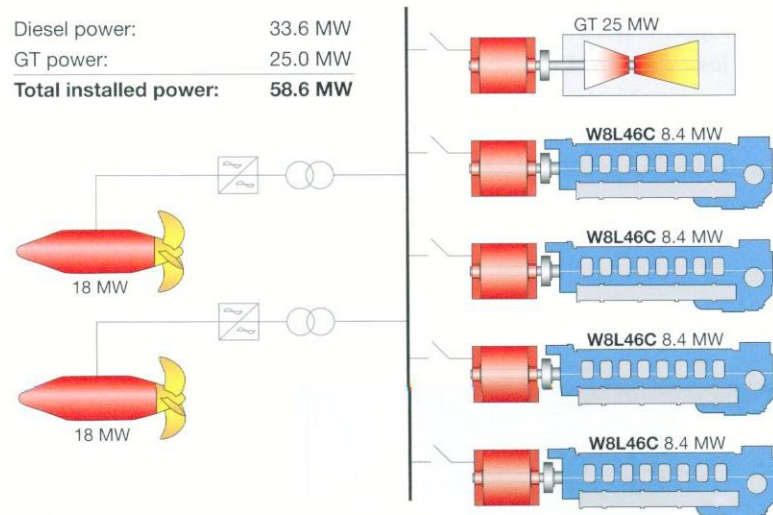 Diesel power: 33.6 MW
GT power: 25.0 MW
Total installed power: 58.6 MW
GT 25 MW
W8L46C 8.4 MW
18 MW
W8L46C 8.4 MW
W8L46C 8.4 MW
18 MW
W8L46C 8.4 MW